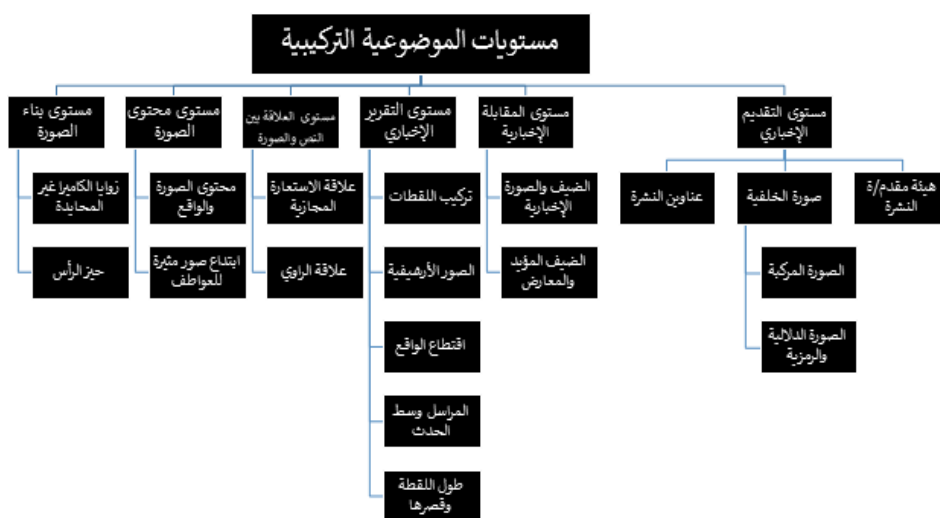 مستويات الموضوعية التركيبية
مستوى التقديم
الإخباري
هيئة مقدم/ة
النشرة
صورة الخلفية
الصورة المركبة
الصورة الدلالية
والرمزية
عناوين النشرة
مستوى المقابلة
الإخبارية
الضيف والصورة
الإخبارية
الضيف المؤيد
والمعارض
مستوى التقرير
الإخباري
تركيب اللقطات
الصور الأرشيفية
اقتطاع الواقع
المراسل وسط
الحدث
طول اللقطة
وقصرها
مستوى العلاقة بين
النص والصورة
علاقة الاستعارة
المجازية
علاقة الراوي
مستوى محتوى
الصورة
محتوى الصورة
والواقع
ابتداع صور مثيرة
للعواطف
مستوى بناء
الصورة
زوايا الكاميرا غير
المحايدة
حيز الرأس